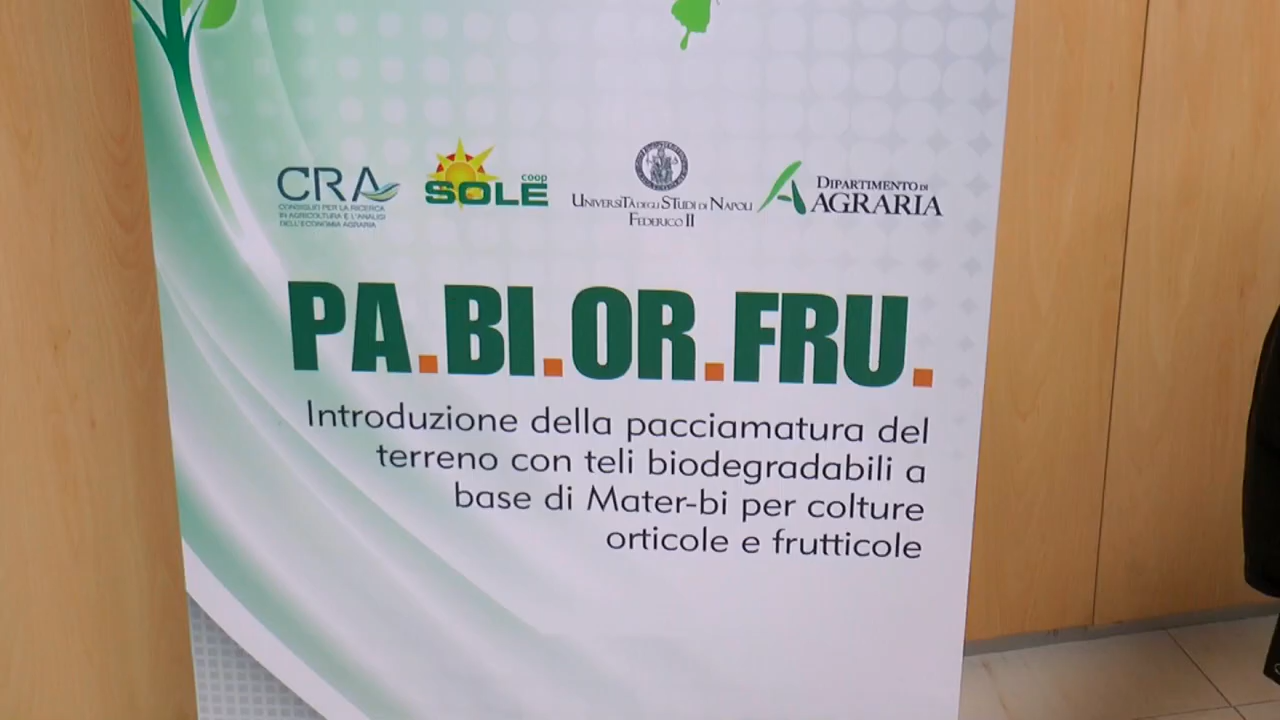 CRA
CONSIGLIO PER LA RICERCA
IN AGRICOLTURA E L'ANALISI
DELL'ECONOMIA AGRARIA
coop
SOLE
UNIVERSITÀ DEGLI STUDI DI NAPOLI
FEDERICO II
DIPARTIMENTO DI
AGRARIA
PA.BI.OR.FRU.
Introduzione della pacciamatura del
terreno con teli biodegradabili a
base di Mater-bi per colture
orticole e frutticole